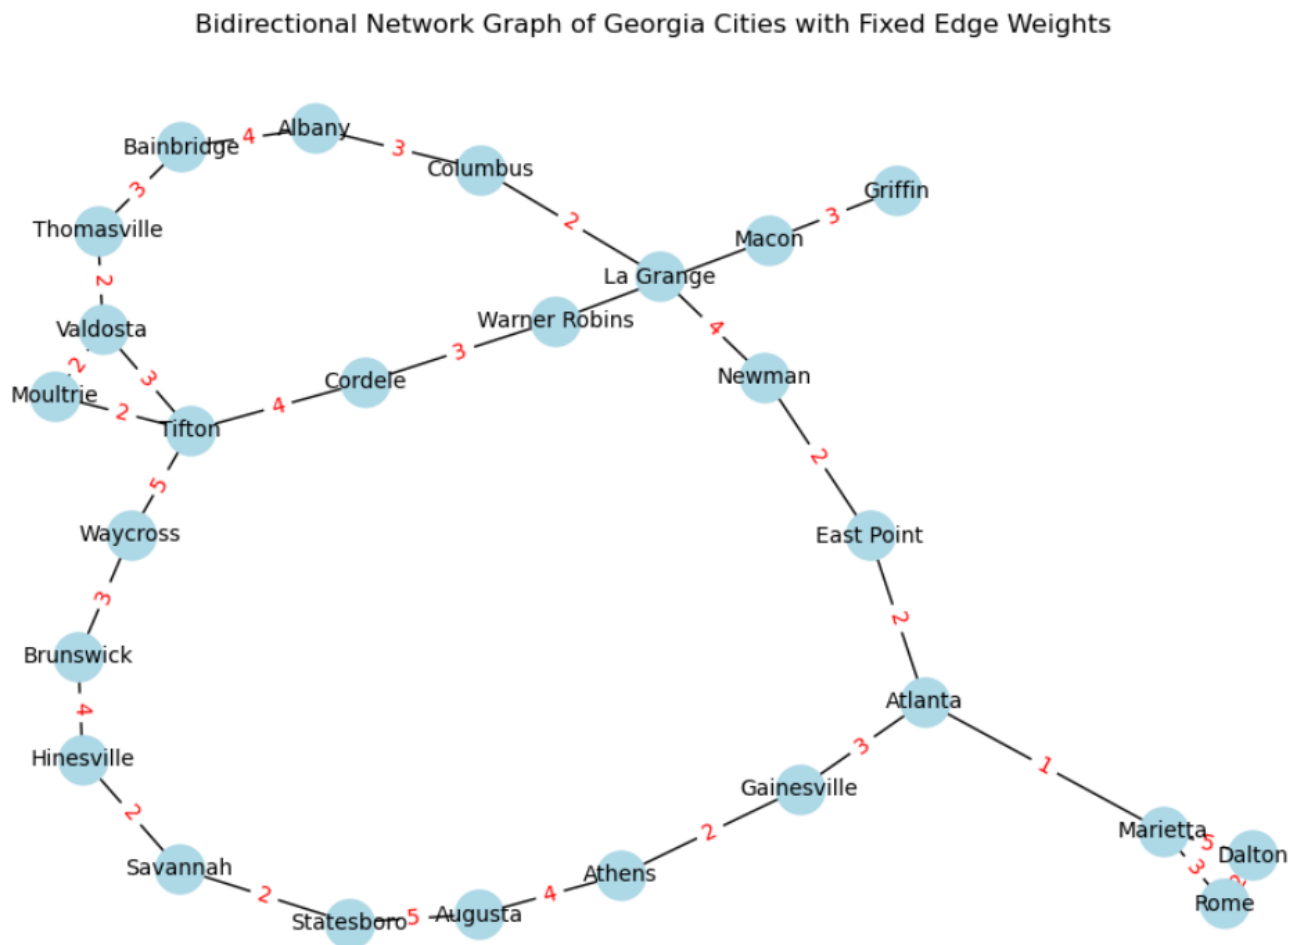 Bidirectional Network Graph of Georgia Cities with Fixed Edge Weights
Bainbridge
4
Albany
3
Columbus
3
Griffin
2
3
Macon
Thomasville
La Grange
2
Warner Robins
4
Valdosta
3
Newman
2
3
Cordele
Moultrie
2
4
Tifton
2
5
Waycross
East Point
3
2
Brunswick
4
Atlanta
3
1
Hinesville
Gainesville
2
2
Marietta
5
Dalton
Savannah
Athens
3
2
2
4
Rome
Statesboro
5
Augusta